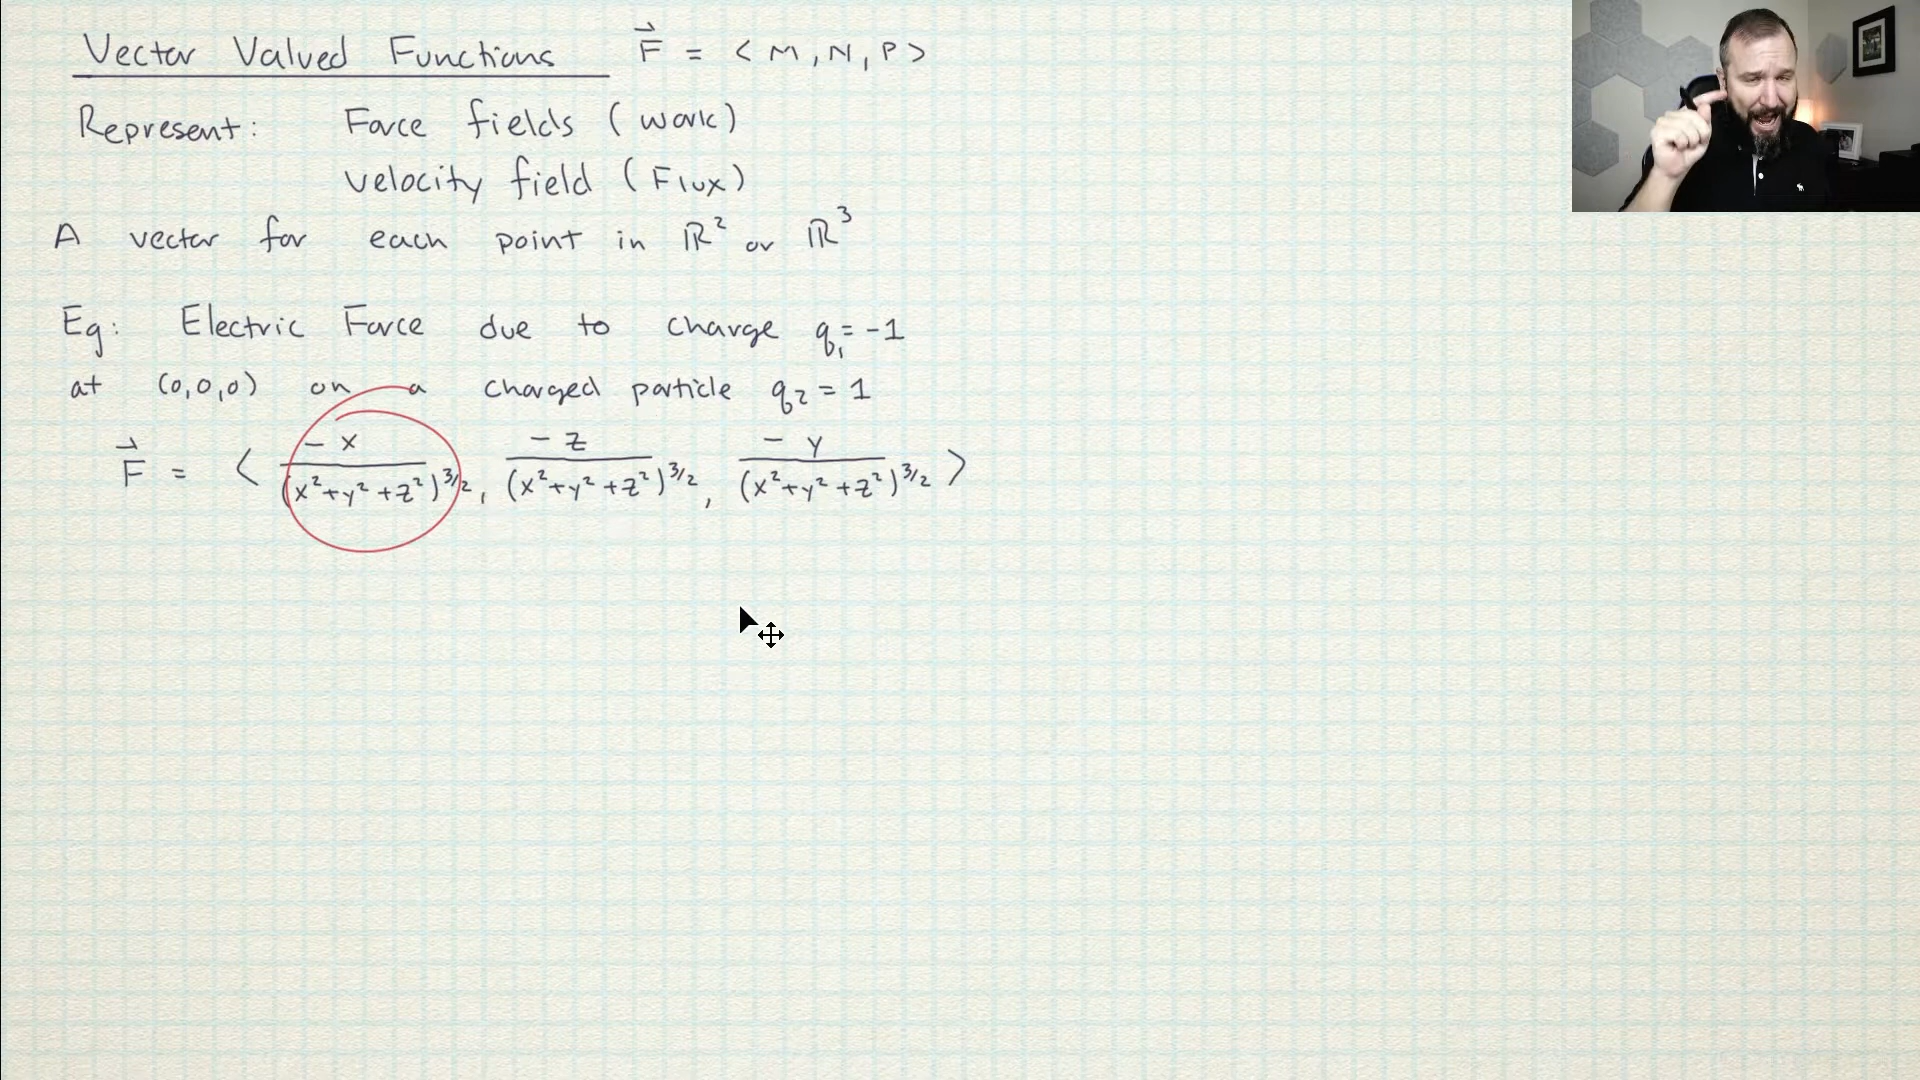 Vector Valued Functions F⃗ = < M, N, P >
Represent: Force fields (work)
velocity field (Flux)
A vector for each point in ℝ² or ℝ³
Eg: Electric Force due to charge q₁ = -1
at (0,0,0) on a charged particle q₂ = 1
F⃗ = < -x/(x²+y²+z²)^3/2, -z/(x²+y²+z²)^3/2, -y/(x²+y²+z²)^3/2 >